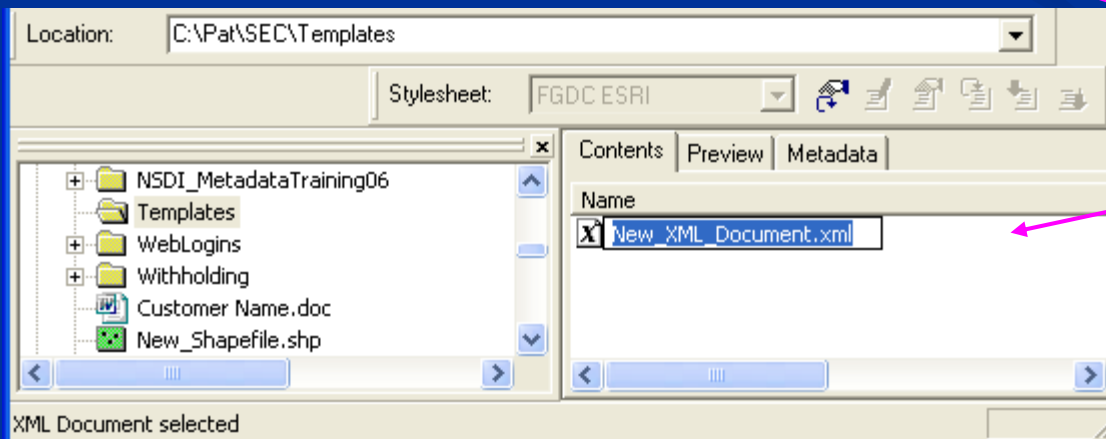 Location: C:\Pat\SEC\Templates
Stylesheet: FGDC ESRI
NSDI_MetadataTraining06
Templates
WebLogins
Withholding
Customer Name.doc
New_Shapefile.shp
Contents Preview Metadata
Name
New_XML_Document.xml
XML Document selected